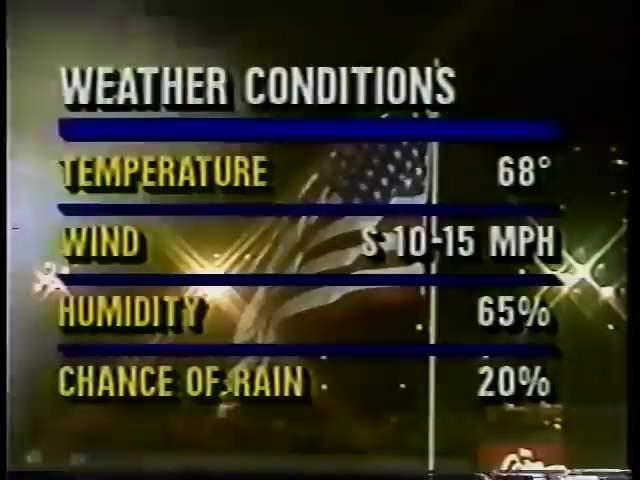 WEATHER CONDITIONS
TEMPERATURE 68°
WIND S 10-15 MPH
HUMIDITY 65%
CHANCE OF RAIN 20%